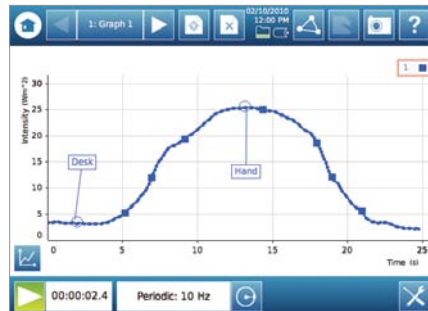 1: Graph 1
02/10/2010
12:00 PM
?
1
Intensity (Wm^2)
30
25
20
15
10
5
0
Desk
Hand
0 5 10 15 20 25
Time (s)
00:00:02.4
Periodic: 10 Hz